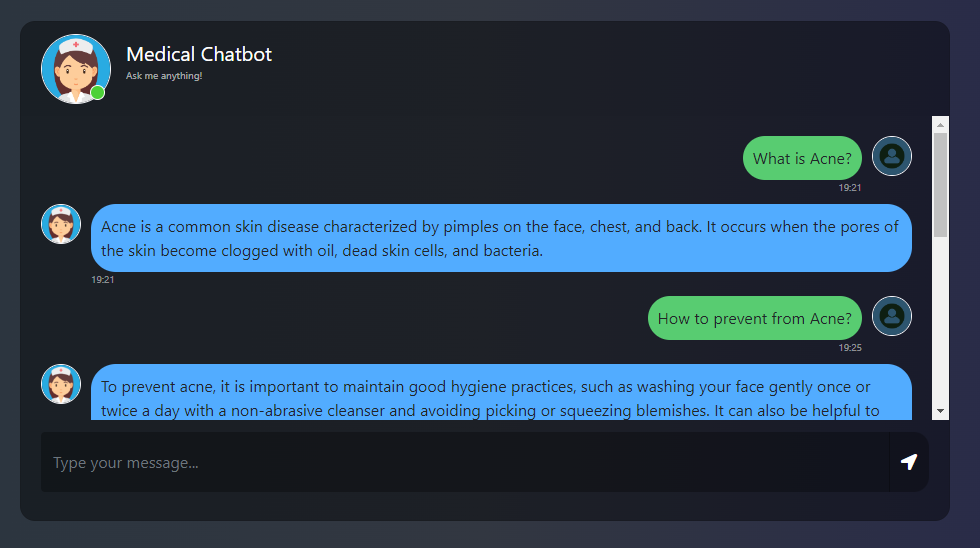 Medical Chatbot
Ask me anything!
What is Acne?
19:21
Acne is a common skin disease characterized by pimples on the face, chest, and back. It occurs when the pores of
the skin become clogged with oil, dead skin cells, and bacteria.
19:21
How to prevent from Acne?
19:25
To prevent acne, it is important to maintain good hygiene practices, such as washing your face gently once or
twice a day with a non-abrasive cleanser and avoiding picking or squeezing blemishes. It can also be helpful to
Type your message...